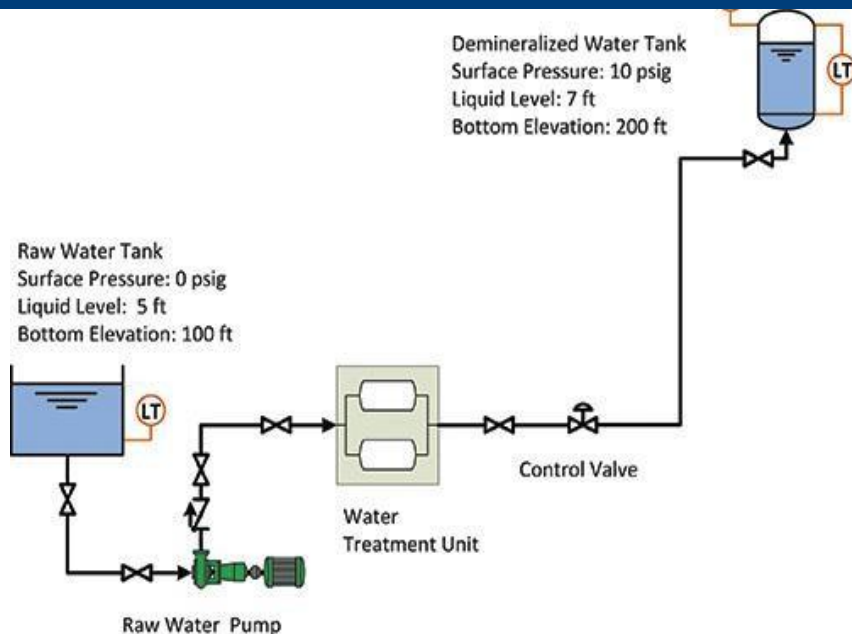 Demineralized Water Tank
Surface Pressure: 10 psig
Liquid Level: 7 ft
Bottom Elevation: 200 ft
LT
Raw Water Tank
Surface Pressure: 0 psig
Liquid Level: 5 ft
Bottom Elevation: 100 ft
LT
Control Valve
Water
Treatment Unit
Raw Water Pump